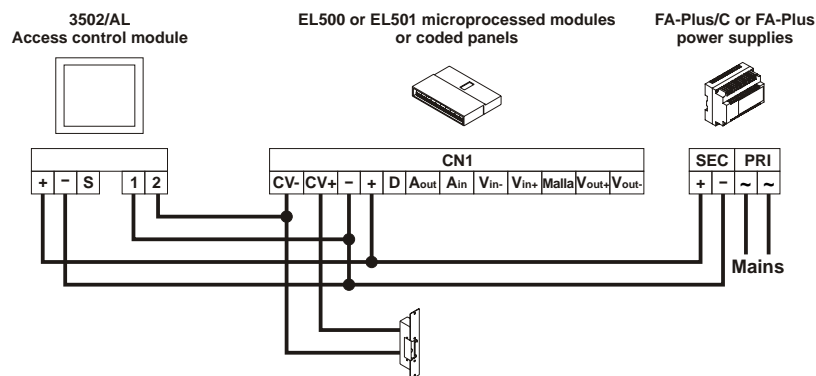 3502/AL
Access control module
EL500 or EL501 microprocessed modules
or coded panels
FA-Plus/C or FA-Plus
power supplies
CN1
SEC PRI
+ − S 1 2
CV- CV+ − + D Aout Ain Vin- Vin+ Malla Vout+ Vout-
+ − ~ ~
Mains